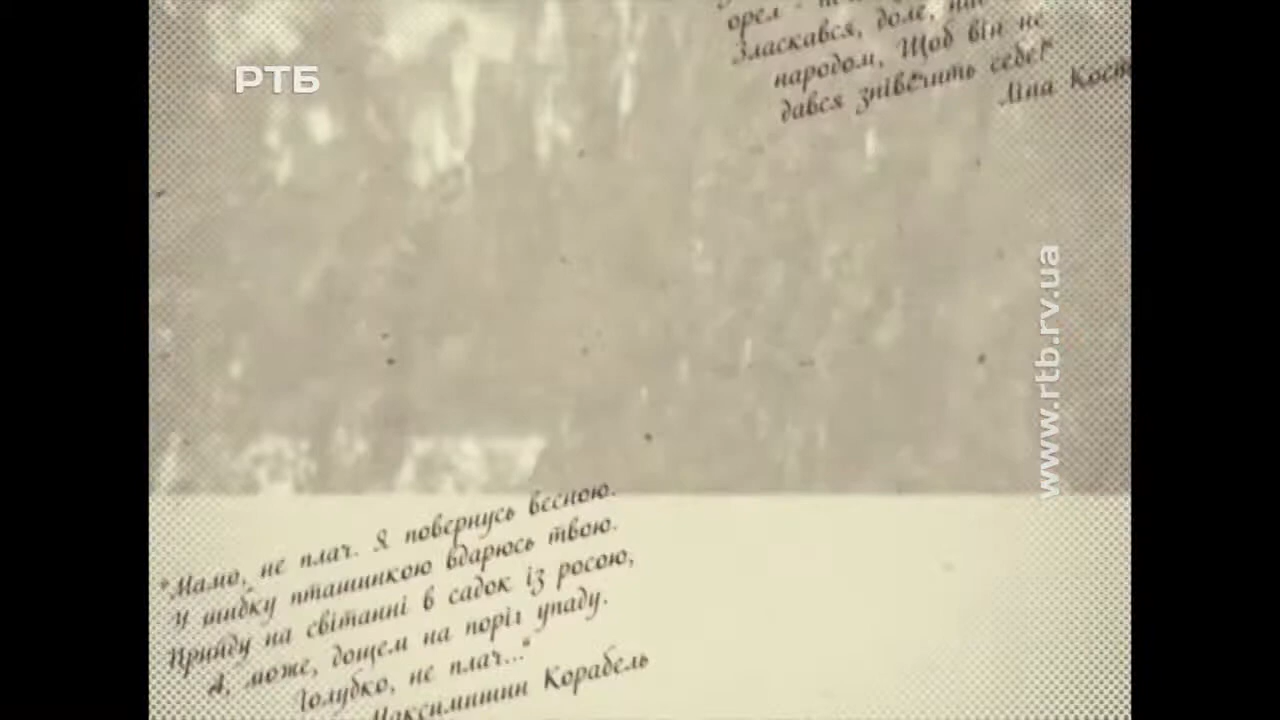 РТБ
орел -
Зласкався, доле, над
народом, Щоб він не
дався знівечить себе!"
Ліна
www.rtb.rv.ua
"Мамо, не плач. Я повернусь весною.
У шибку пташинкою вдарюсь твою.
Прийду на світанні в садок із росою,
А, може, дощем на поріг упаду.
Голубко, не плач..."
Максимишин Корабель